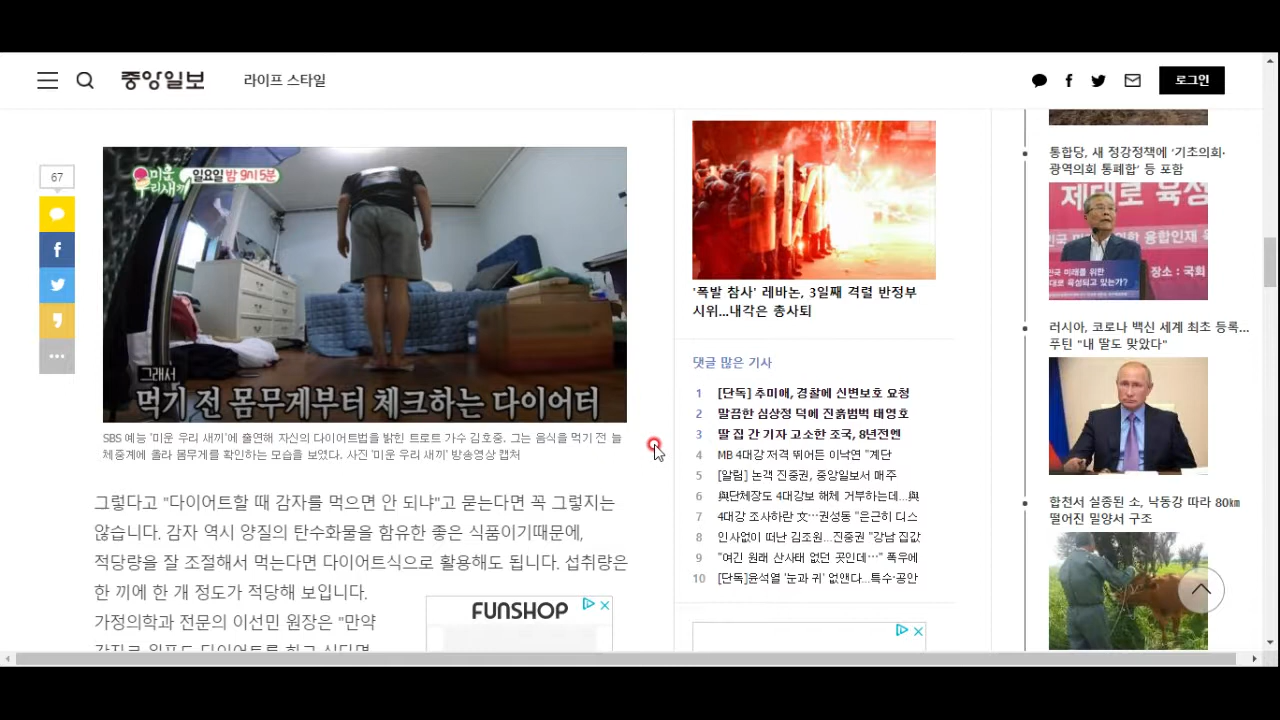 중앙일보
라이프 스타일
로그인
67
미운
우리새끼
일요일 밤 9시 5분
그래서
먹기 전 몸무게부터 체크하는 다이어터
SBS 예능 '미운 우리 새끼'에 출연해 자신의 다이어트법을 밝힌 트로트 가수 김호중. 그는 음식을 먹기 전 늘
체중계에 올라 몸무게를 확인하는 모습을 보였다. 사진 '미운 우리 새끼' 방송영상 캡처
그렇다고 "다이어트할 때 감자를 먹으면 안 되냐"고 묻는다면 꼭 그렇지는
않습니다. 감자 역시 양질의 탄수화물을 함유한 좋은 식품이기때문에,
적당량을 잘 조절해서 먹는다면 다이어트식으로 활용해도 됩니다. 섭취량은
한 끼에 한 개 정도가 적당해 보입니다.
가정의학과 전문의 이선민 원장은 "만약
FUNSHOP
'폭발 참사' 레바논, 3일째 격렬 반정부
시위...내각은 총사퇴
댓글 많은 기사
1 [단독] 추미애, 경찰에 신변보호 요청
2 말끔한 심상정 덕에 진흙범벅 태영호
3 딸 집 간 기자 고소한 조국, 8년전엔
4 MB 4대강 저격 뛰어든 이낙연 "계단
5 [알림] 논객 진중권, 중앙일보서 매주
6 與단체장도 4대강보 해체 거부하는데...與
7 4대강 조사하란 文…권성동 "은근히 디스
8 인사없이 떠난 김조원...진중권 "강남 집값
9 "여긴 원래 산사태 없던 곳인데…" 폭우에
10 [단독]윤석열 '눈과 귀' 없앤다...특수·공안
통합당, 새 정강정책에 '기초의회·
광역의회 통폐합' 등 포함
제대로 육성
민국 미래를 위한
대로 육성되고 있는가?
장소 : 국회
러시아, 코로나 백신 세계 최초 등록...
푸틴 "내 딸도 맞았다"
합천서 실종된 소, 낙동강 따라 80㎞
떨어진 밀양서 구조